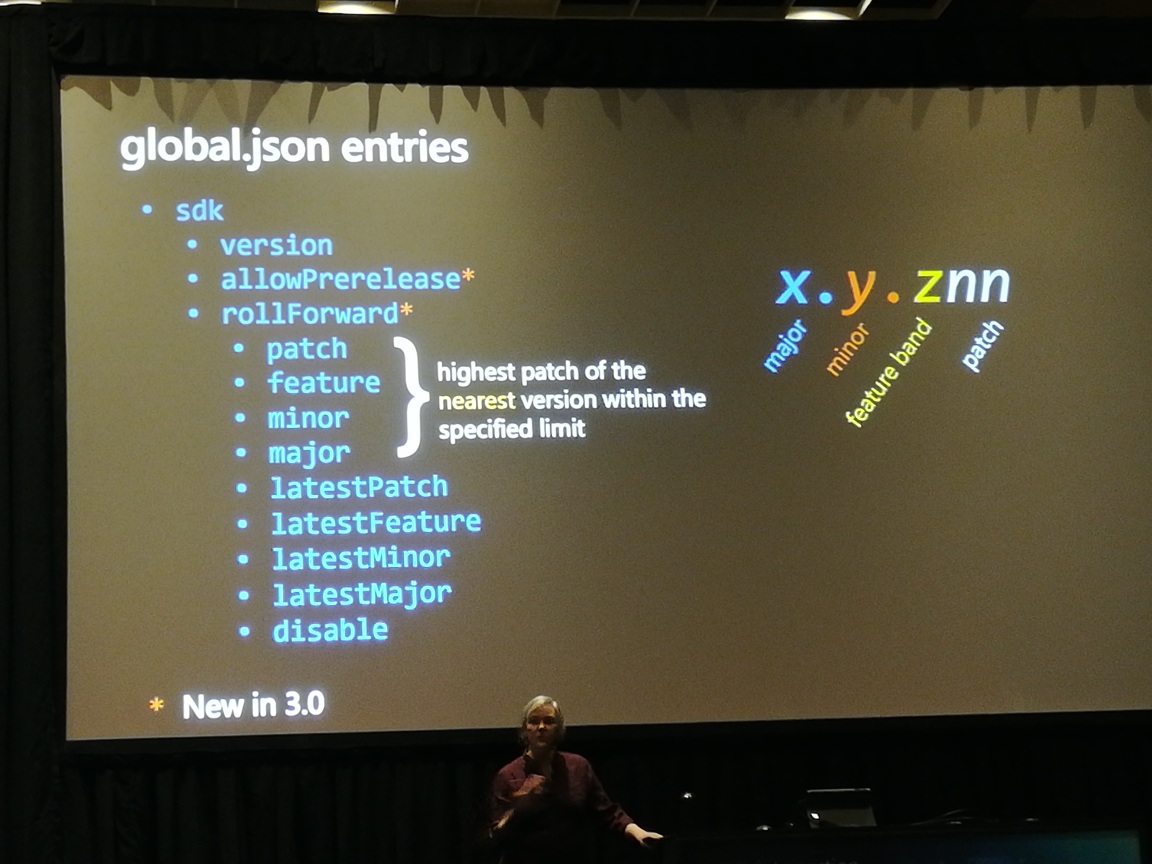 global.json entries
• sdk
• version
• allowPrerelease*
• rollForward*
• patch
• feature
• minor
• major
highest patch of the
nearest version within the
specified limit
• latestPatch
• latestFeature
• latestMinor
• latestMajor
• disable
* New in 3.0
x.y.znn
major
minor
feature band
patch